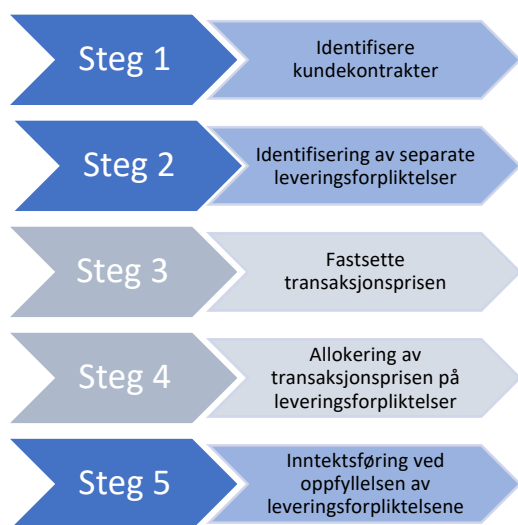 Steg 1
Identifisere
kundekontrakter
Steg 2
Identifisering av separate
leveringsforpliktelser
Steg 3
Fastsette
transaksjonsprisen
Steg 4
Allokering av
transaksjonsprisen på
leveringsforpliktelser
Steg 5
Inntektsføring ved
oppfyllelsen av
leveringsforpliktelsene